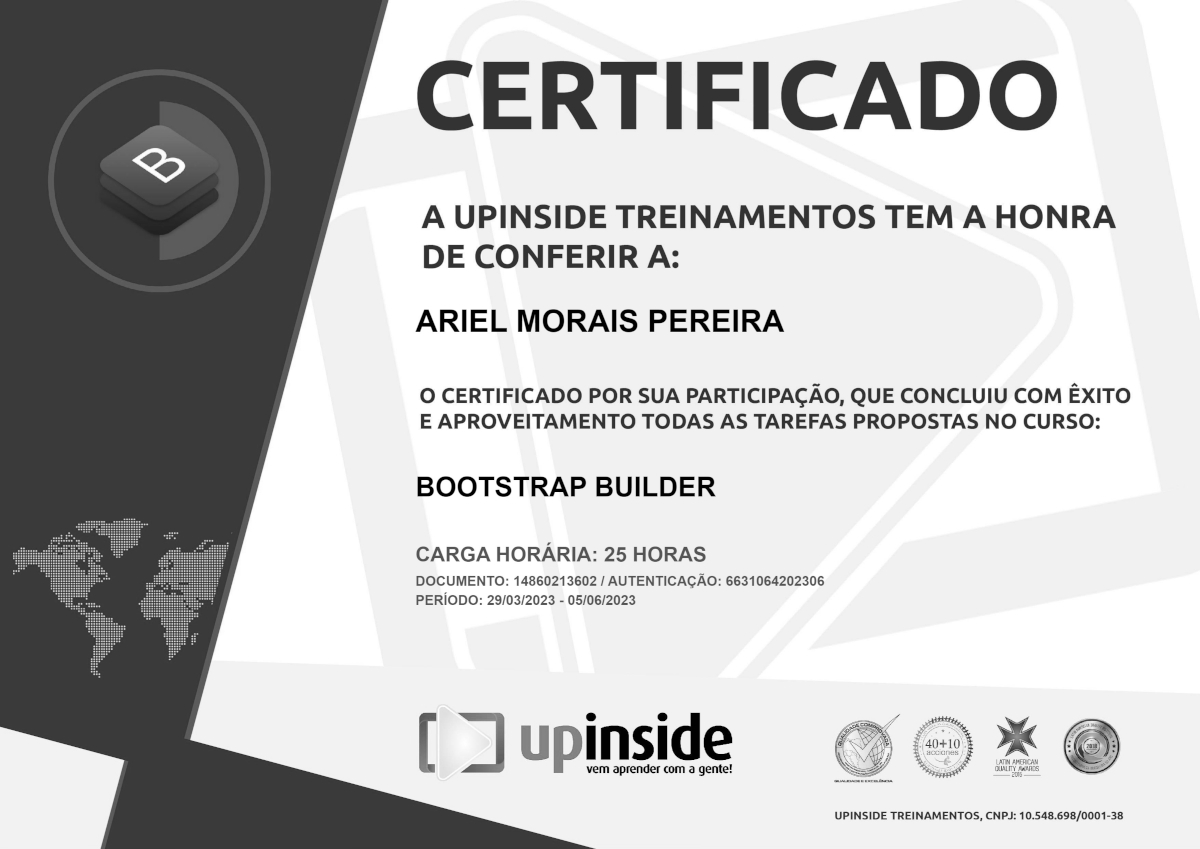 B
CERTIFICADO
A UPINSIDE TREINAMENTOS TEM A HONRA
DE CONFERIR A:
ARIEL MORAIS PEREIRA
O CERTIFICADO POR SUA PARTICIPAÇÃO, QUE CONCLUIU COM ÊXITO
E APROVEITAMENTO TODAS AS TAREFAS PROPOSTAS NO CURSO:
BOOTSTRAP BUILDER
CARGA HORÁRIA: 25 HORAS
DOCUMENTO: 14860213602 / AUTENTICAÇÃO: 6631064202306
PERÍODO: 29/03/2023 - 05/06/2023
upinside
vem aprender com a gente!
QUALIDADE COMPROVADA
40+10
acciones
LATIN AMERICAN
QUALITY AWARDS
2015
UPINSIDE TREINAMENTOS, CNPJ: 10.548.698/0001-38